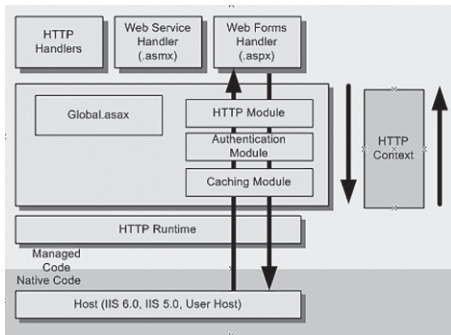 HTTP
Handlers
Web Service
Handler
(.asmx)
Web Forms
Handler
(.aspx)
Global.asax
HTTP Module
Authentication
Module
Caching Module
HTTP
Context
HTTP Runtime
Managed
Code
Native Code
Host (IIS 6.0, IIS 5.0, User Host)